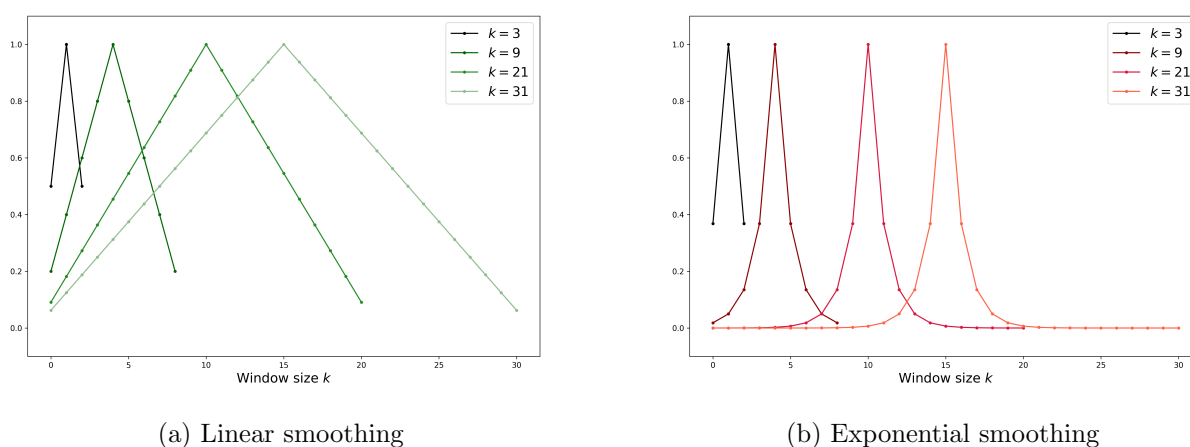 1.0
0.8
0.6
0.4
0.2
0.0
0 5 10 15 20 25 30
Window size k
k = 3
k = 9
k = 21
k = 31
(a) Linear smoothing
1.0
0.8
0.6
0.4
0.2
0.0
0 5 10 15 20 25 30
Window size k
k = 3
k = 9
k = 21
k = 31
(b) Exponential smoothing